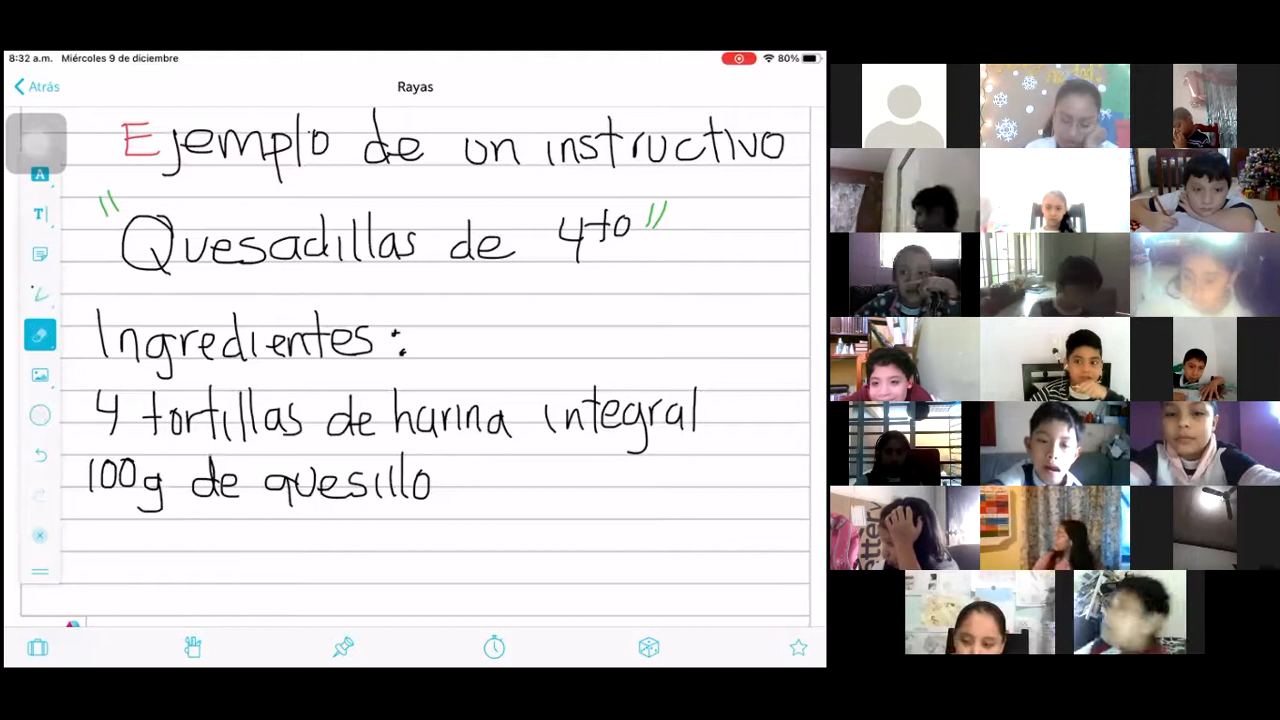 8:32 a.m. Miércoles 9 de diciembre
80%
Atrás
Rayas
Ejemplo de un instructivo
"Quesadillas de 4to"
Ingredientes:
4 tortillas de harina integral
100g de quesillo